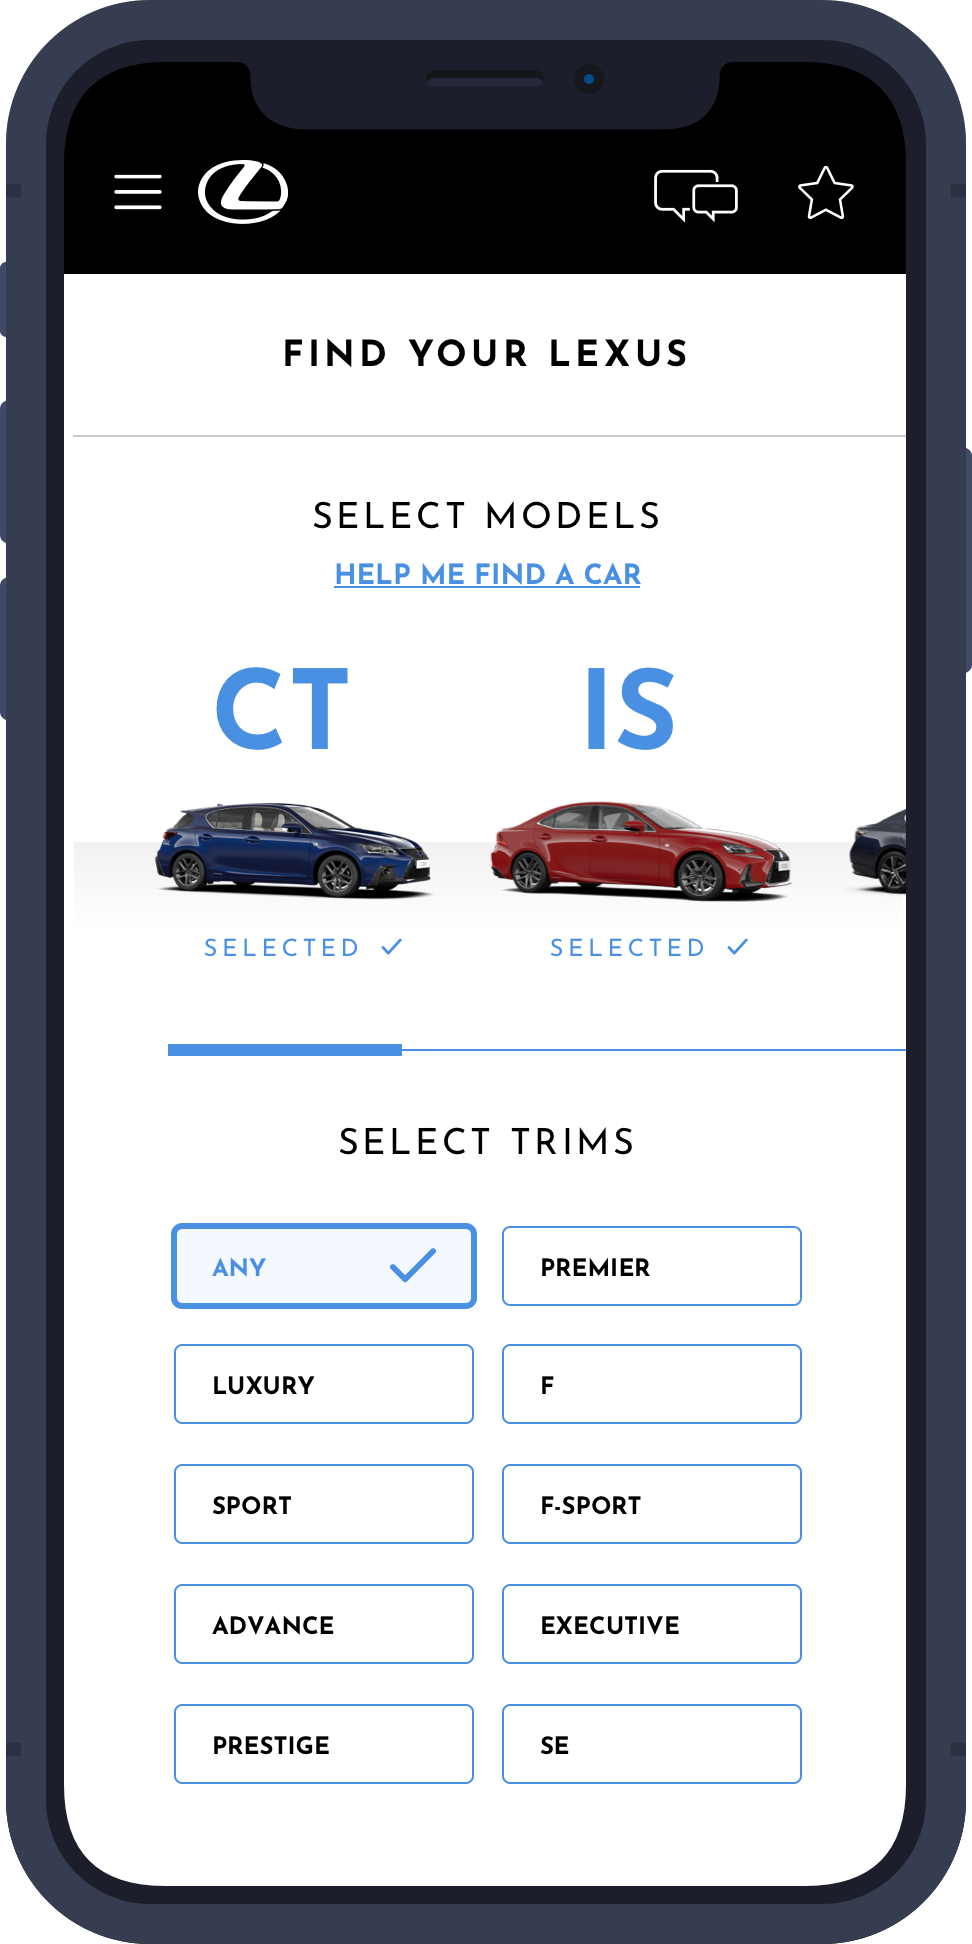 FIND YOUR LEXUS
SELECT MODELS
HELP ME FIND A CAR
CT IS
SELECTED SELECTED
SELECT TRIMS
ANY PREMIER
LUXURY F
SPORT F-SPORT
ADVANCE EXECUTIVE
PRESTIGE SE